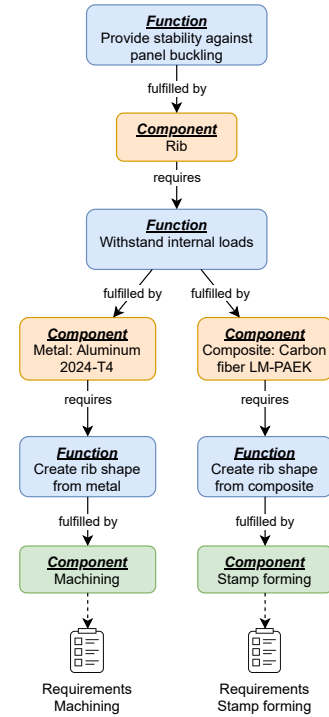 Function
Provide stability against
panel buckling
fulfilled by
Component
Rib
requires
Function
Withstand internal loads
fulfilled by
fulfilled by
Component
Metal: Aluminum
2024-T4
Component
Composite: Carbon
fiber LM-PAEK
requires
requires
Function
Create rib shape
from metal
Function
Create rib shape
from composite
fulfilled by
fulfilled by
Component
Machining
Component
Stamp forming
Requirements
Machining
Requirements
Stamp forming